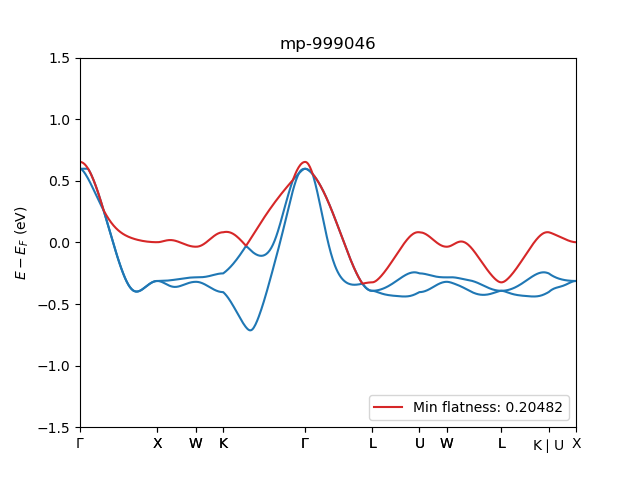 mp-999046
E − E_F (eV)
1.5
1.0
0.5
0.0
−0.5
−1.0
−1.5
Min flatness: 0.20482
Γ X W K Γ L U W L K | U X